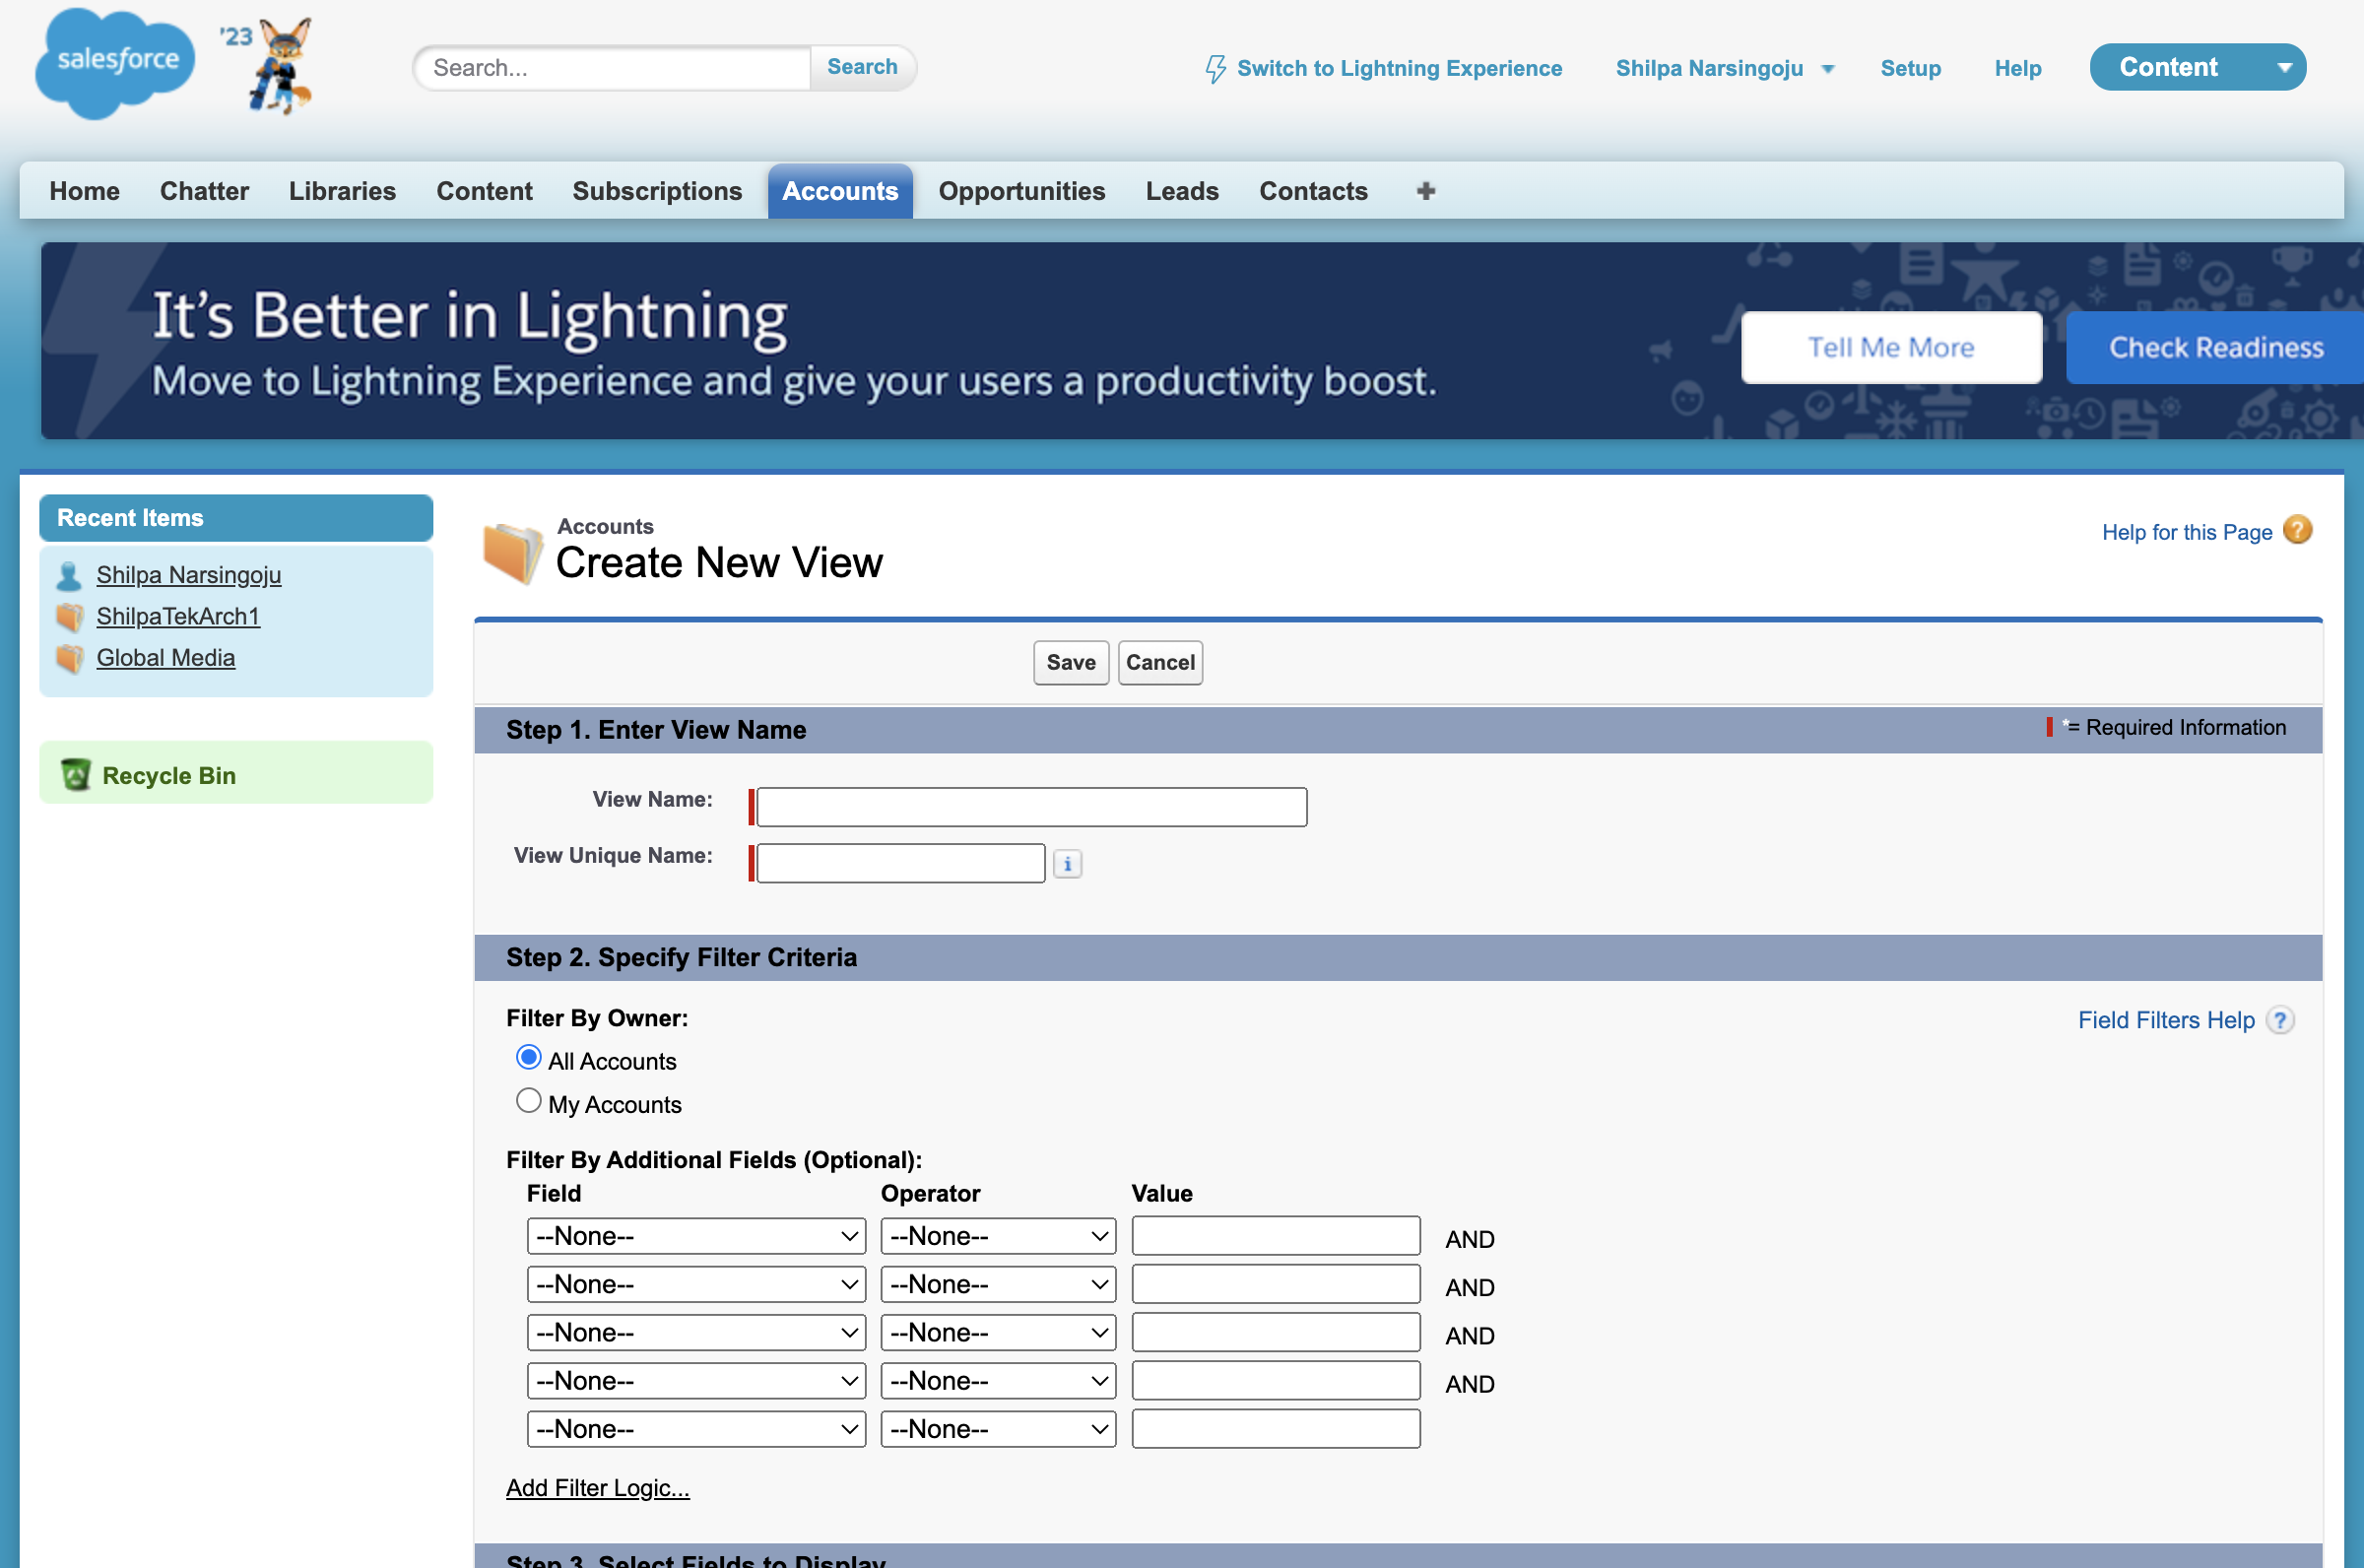 salesforce
'23
Search...
Search
Switch to Lightning Experience
Shilpa Narsingoju
Setup
Help
Content
Home Chatter Libraries Content Subscriptions Accounts Opportunities Leads Contacts
It's Better in Lightning
Move to Lightning Experience and give your users a productivity boost.
Tell Me More
Check Readiness
Recent Items
Shilpa Narsingoju
ShilpaTekArch1
Global Media
Recycle Bin
Accounts
Create New View
Help for this Page ?
Save Cancel
Step 1. Enter View Name
*= Required Information
View Name:
View Unique Name:
i
Step 2. Specify Filter Criteria
Filter By Owner:
Field Filters Help ?
All Accounts
My Accounts
Filter By Additional Fields (Optional):
Field Operator Value
--None-- --None-- AND
--None-- --None-- AND
--None-- --None-- AND
--None-- --None-- AND
--None-- --None--
Add Filter Logic...
Step 3. Select Fields to Display